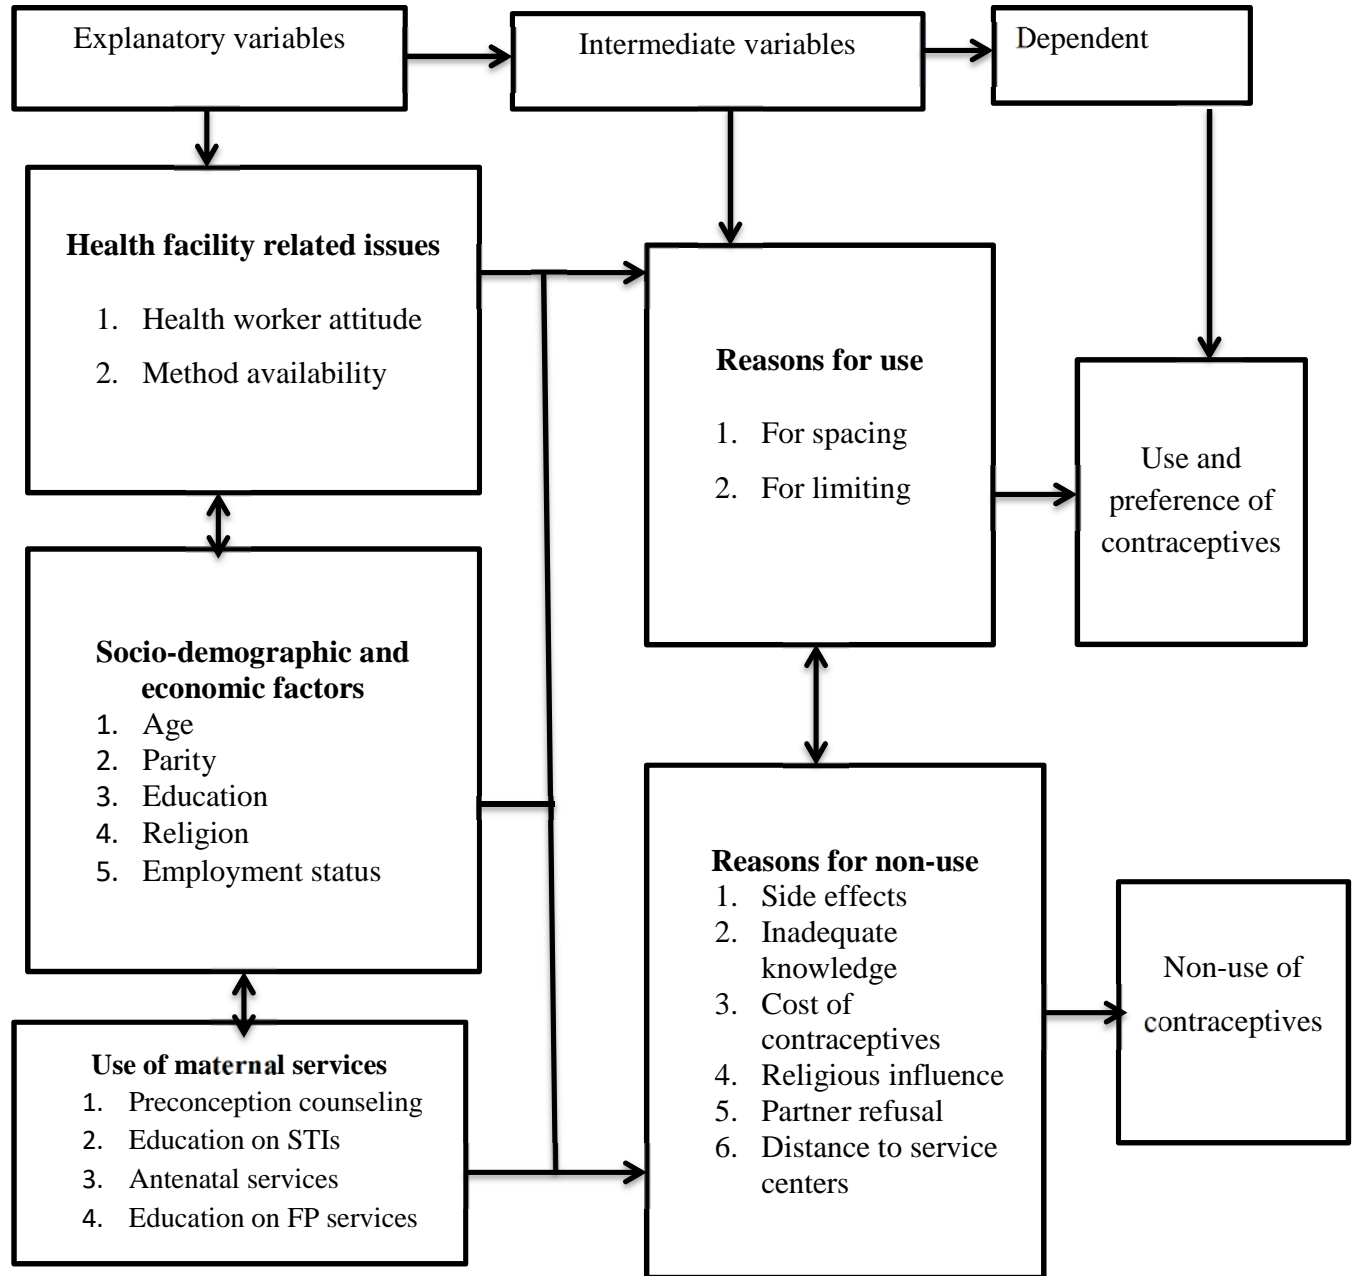 Explanatory variables
Intermediate variables
Dependent
Health facility related issues
1. Health worker attitude
2. Method availability
Reasons for use
1. For spacing
2. For limiting
Use and
preference of
contraceptives
Socio-demographic and
economic factors
1. Age
2. Parity
3. Education
4. Religion
5. Employment status
Reasons for non-use
1. Side effects
2. Inadequate
knowledge
3. Cost of
contraceptives
4. Religious influence
5. Partner refusal
6. Distance to service
centers
Non-use of
contraceptives
Use of maternal services
1. Preconception counseling
2. Education on STIs
3. Antenatal services
4. Education on FP services